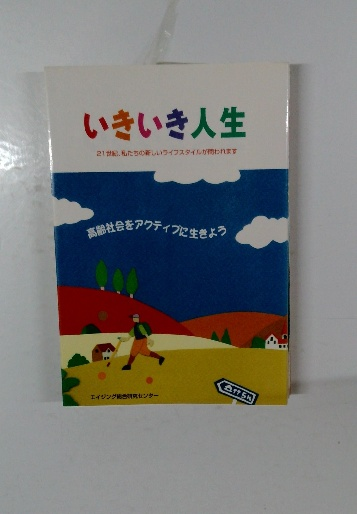 いきいき人生
21世紀、私たちの新しいライフスタイルが問われます
高齢社会をアクティブに生きよう
エイジング総合研究センター